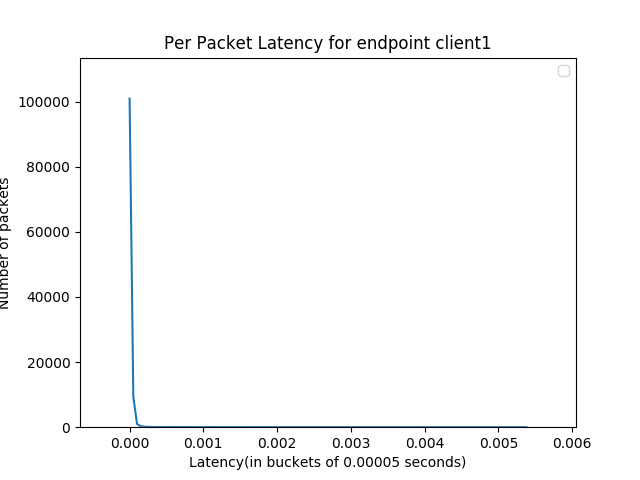 Per Packet Latency for endpoint client1
100000
80000
60000
40000
20000
0
Number of packets
0.000 0.001 0.002 0.003 0.004 0.005 0.006
Latency(in buckets of 0.00005 seconds)